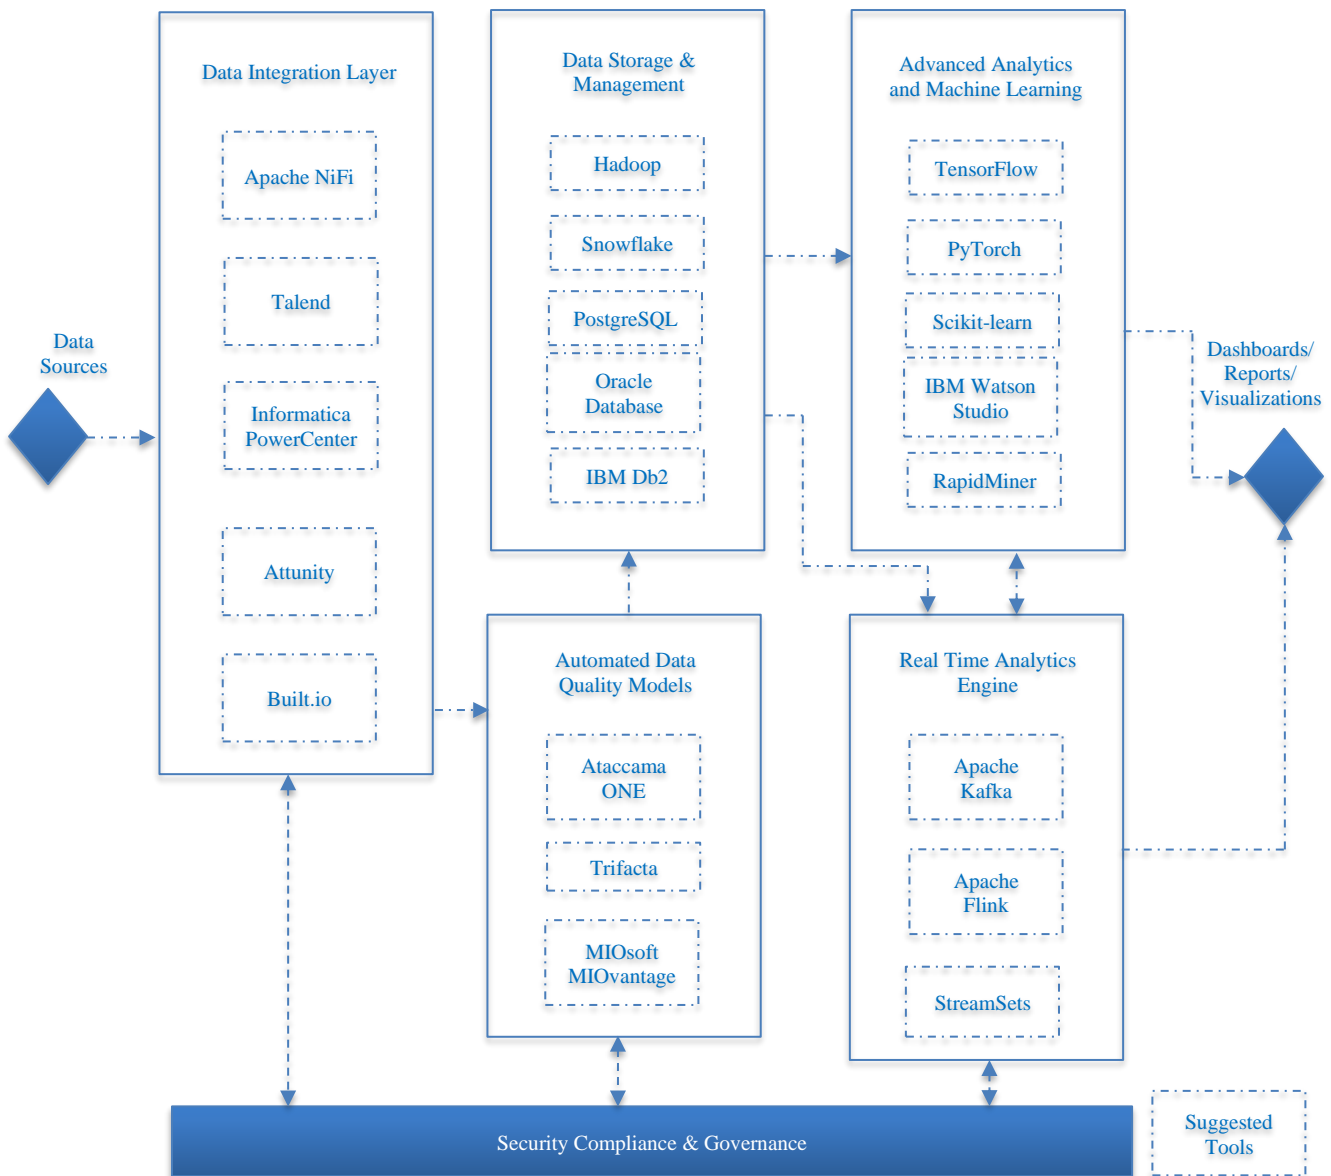 Data
Sources
Data Integration Layer
Apache NiFi
Talend
Informatica
PowerCenter
Attunity
Built.io
Data Storage &
Management
Hadoop
Snowflake
PostgreSQL
Oracle
Database
IBM Db2
Automated Data
Quality Models
Ataccama
ONE
Trifacta
MIOsoft
MIOvantage
Advanced Analytics
and Machine Learning
TensorFlow
PyTorch
Scikit-learn
IBM Watson
Studio
RapidMiner
Real Time Analytics
Engine
Apache
Kafka
Apache
Flink
StreamSets
Dashboards/
Reports/
Visualizations
Security Compliance & Governance
Suggested
Tools